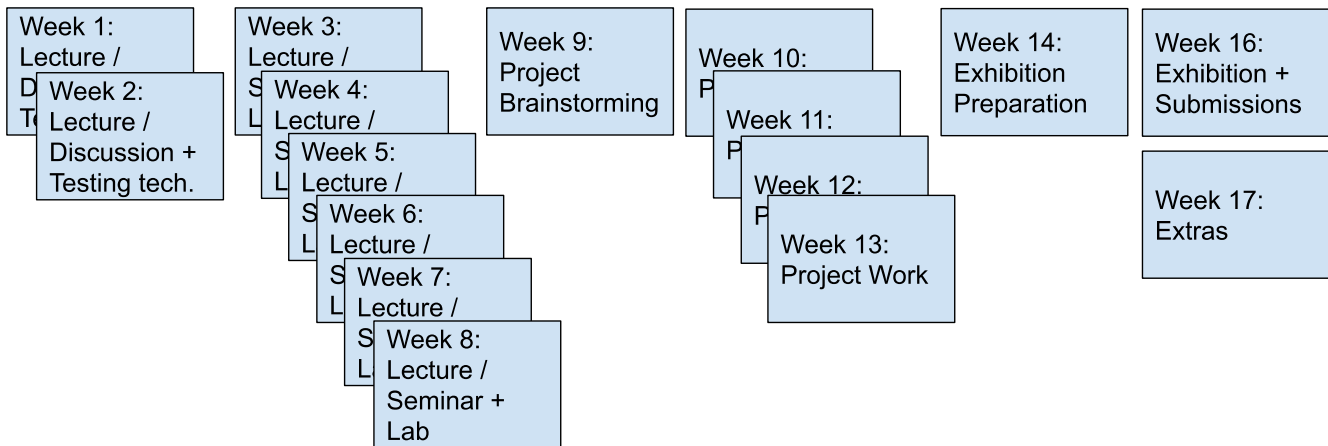 Week 1:
Lecture /
D
Te
Week 2:
Lecture /
Discussion +
Testing tech.
Week 3:
Lecture /
S
L
Week 4:
Lecture /
S
L
Week 5:
Lecture /
S
L
Week 6:
Lecture /
S
L
Week 7:
Lecture /
S
La
Week 8:
Lecture /
Seminar +
Lab
Week 9:
Project
Brainstorming
Week 10:
P
Week 11:
P
Week 12:
P
Week 13:
Project Work
Week 14:
Exhibition
Preparation
Week 16:
Exhibition +
Submissions
Week 17:
Extras